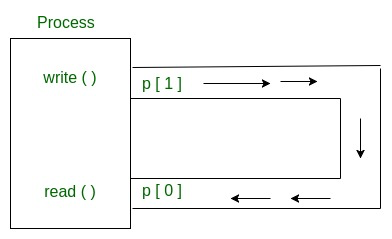 Process
write ( )
p [ 1 ]
read ( )
p [ 0 ]